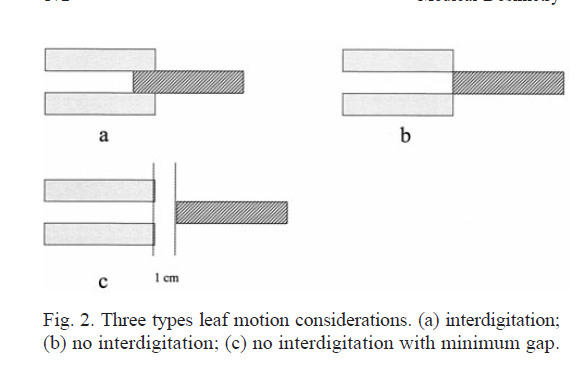 a
b
c
1 cm
Fig. 2. Three types leaf motion considerations. (a) interdigitation;
(b) no interdigitation; (c) no interdigitation with minimum gap.